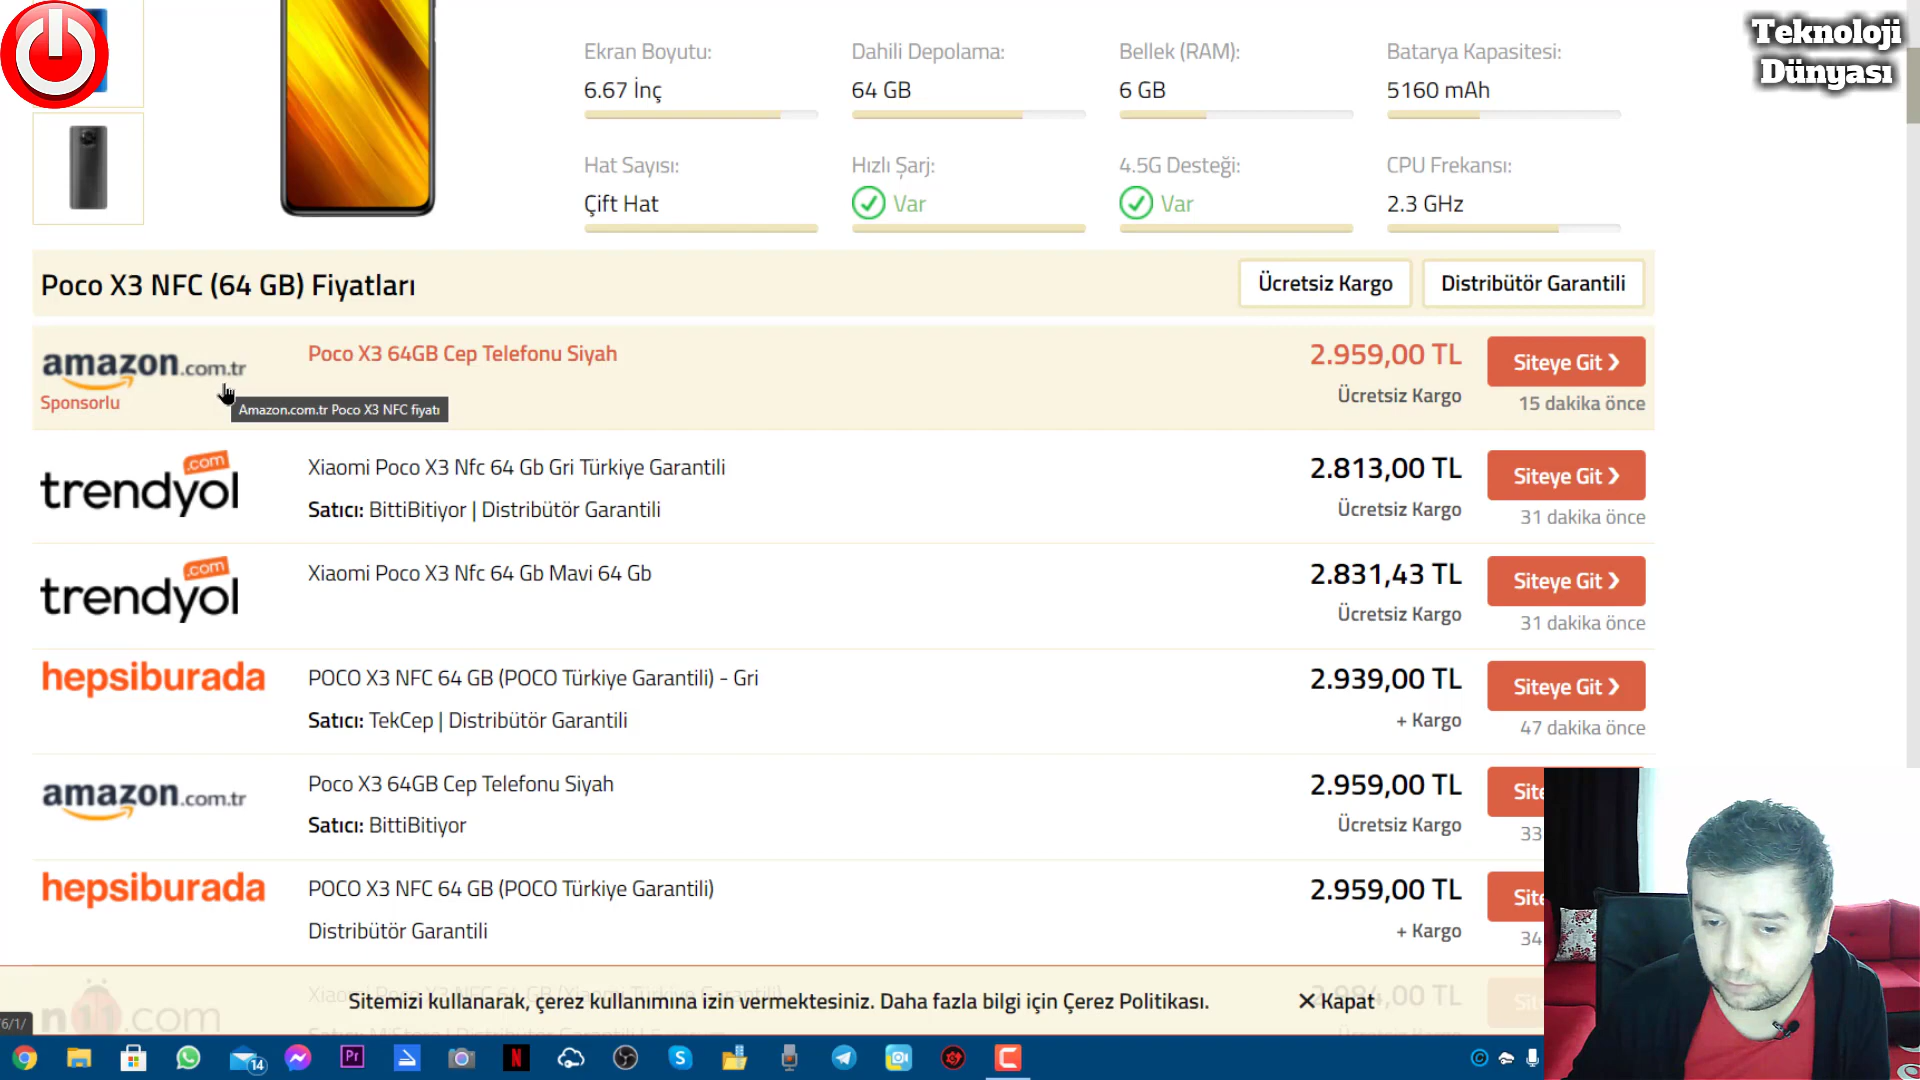 Teknoloji
Dünyası
Ekran Boyutu:
6.67 İnç
Dahili Depolama:
64 GB
Bellek (RAM):
6 GB
Batarya Kapasitesi:
5160 mAh
Hat Sayısı:
Çift Hat
Hızlı Şarj:
Var
4.5G Desteği:
Var
CPU Frekansı:
2.3 GHz
Poco X3 NFC (64 GB) Fiyatları
Ücretsiz Kargo
Distribütör Garantili
amazon.com.tr
Sponsorlu
Poco X3 64GB Cep Telefonu Siyah
2.959,00 TL
Ücretsiz Kargo
Siteye Git
15 dakika önce
Amazon.com.tr Poco X3 NFC fiyatı
trendyol.com
Xiaomi Poco X3 Nfc 64 Gb Gri Türkiye Garantili
Satıcı: BittiBitiyor | Distribütör Garantili
2.813,00 TL
Ücretsiz Kargo
Siteye Git
31 dakika önce
trendyol.com
Xiaomi Poco X3 Nfc 64 Gb Mavi 64 Gb
2.831,43 TL
Ücretsiz Kargo
Siteye Git
31 dakika önce
hepsiburada
POCO X3 NFC 64 GB (POCO Türkiye Garantili) - Gri
Satıcı: TekCep | Distribütör Garantili
2.939,00 TL
+ Kargo
Siteye Git
47 dakika önce
amazon.com.tr
Poco X3 64GB Cep Telefonu Siyah
Satıcı: BittiBitiyor
2.959,00 TL
Ücretsiz Kargo
Site
33
hepsiburada
POCO X3 NFC 64 GB (POCO Türkiye Garantili)
Distribütör Garantili
2.959,00 TL
+ Kargo
Site
34
Sitemizi kullanarak, çerez kullanımına izin vermektesiniz. Daha fazla bilgi için Çerez Politikası.
Kapat
n11.com
6/1/
14
Pr
N
S
C